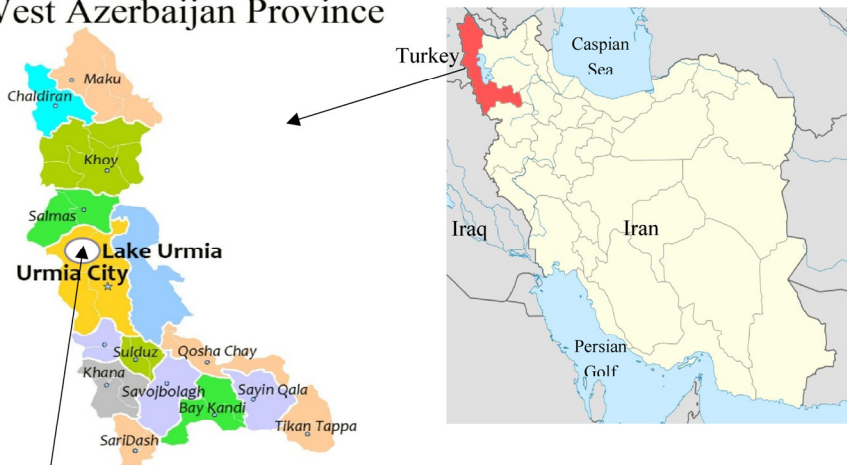 West Azerbaijan Province
Maku
Chaldiran
Khoy
Salmas
Lake Urmia
Urmia City
Sulduz
Qosha Chay
Khana
Savojbolagh
Sayin Qala
Bay Kandi
Tikan Tappa
SariDash
Turkey
Caspian
Sea
Iraq
Iran
Persian
Golf